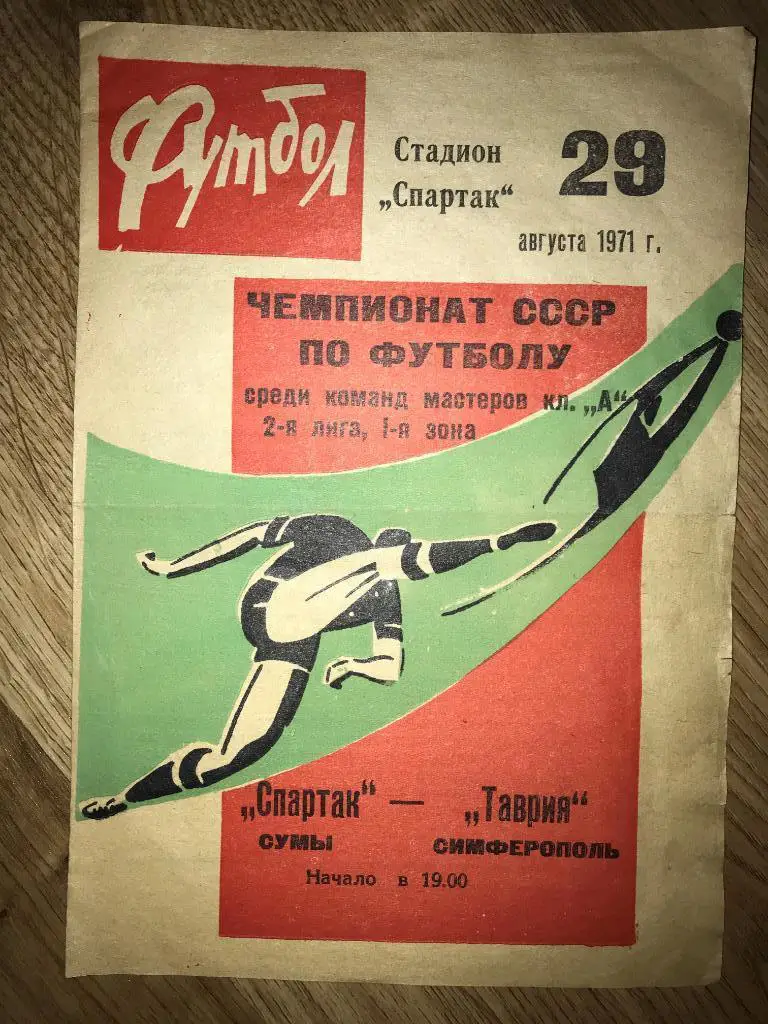 Футбол
Стадион
„Спартак“
29
августа 1971 г.
ЧЕМПИОНАТ СССР
ПО ФУТБОЛУ
среди команд мастеров кл. „А“
2-я лига, I-я зона
„Спартак“ — „Таврия“
СУМЫ СИМФЕРОПОЛЬ
Начало в 19.00